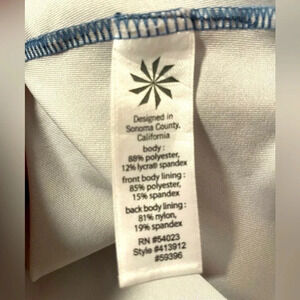 Designed in
Sonoma County,
California
body :
88% polyester,
12% lycra® spandex
front body lining :
85% polyester,
15% spandex
back body lining :
81% nylon,
19% spandex
RN #54023
Style #413912
#59396